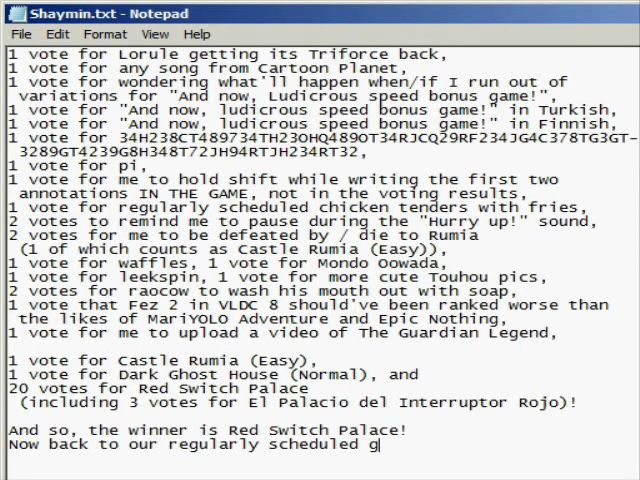 Shaymin.txt - Notepad
File Edit Format View Help
1 vote for Lorule getting its Triforce back,
1 vote for any song from Cartoon Planet,
1 vote for wondering what'll happen when/if I run out of
variations for "And now, Ludicrous speed bonus game!",
1 vote for "And now, ludicrous speed bonus game!" in Turkish,
1 vote for "And now, ludicrous speed bonus game!" in Finnish,
1 vote for 34H238CT489734TH23OHQ489OT34RJCQ29RF234JG4C378TG3GT-
3289GT4239G8H348T72JH94RTJH234RT32,
1 vote for pi,
1 vote for me to hold shift while writing the first two
annotations IN THE GAME, not in the voting results,
1 vote for regularly scheduled chicken tenders with fries,
2 votes to remind me to pause during the "Hurry up!" sound,
2 votes for me to be defeated by / die to Rumia
(1 of which counts as Castle Rumia (Easy)),
1 vote for waffles, 1 vote for Mondo Oowada,
1 vote for leekspin, 1 vote for more cute Touhou pics,
2 votes for raocow to wash his mouth out with soap,
1 vote that Fez 2 in VLDC 8 should've been ranked worse than
the likes of MariYOLO Adventure and Epic Nothing,
1 vote for me to upload a video of The Guardian Legend,
1 vote for Castle Rumia (Easy),
1 vote for Dark Ghost House (Normal), and
20 votes for Red Switch Palace
(including 3 votes for El Palacio del Interruptor Rojo)!
And so, the winner is Red Switch Palace!
Now back to our regularly scheduled g